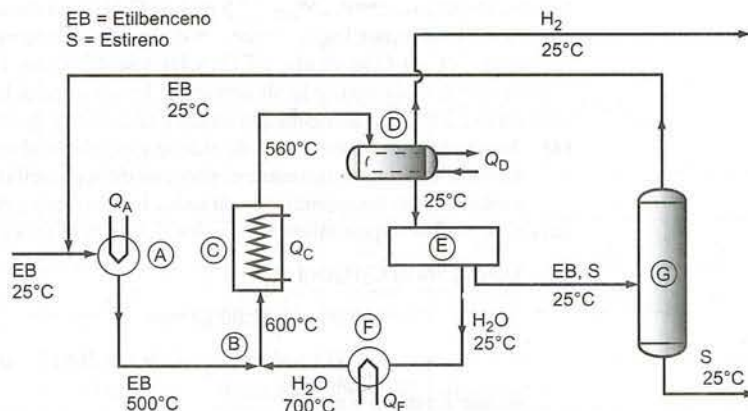 EB = Etilbenceno
S = Estireno
H₂
25°C
EB
25°C
D
560°C
Q_D
25°C
Q_A
A
C
Q_C
E
G
EB
25°C
EB, S
25°C
600°C
F
H₂O
25°C
B
EB
500°C
H₂O
700°C
Q_F
S
25°C